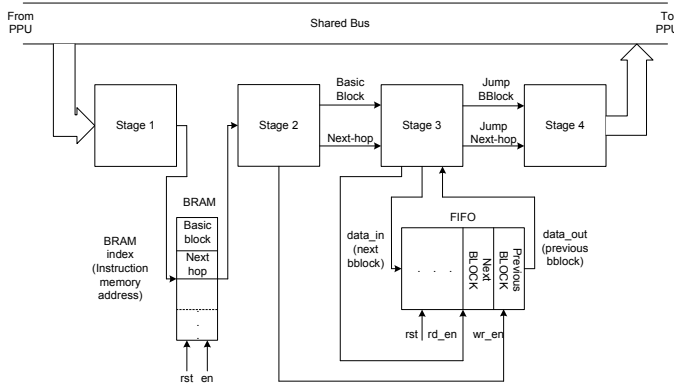 From
PPU
Shared Bus
To
PPU
Stage 1
Stage 2
Basic
Block
Next-hop
Stage 3
Jump
BBlock
Jump
Next-hop
Stage 4
BRAM
BRAM
index
(Instruction
memory
address)
Basic
block
Next
hop
.
.
.
rst en
FIFO
data_in
(next
bblock)
. . .
Next
BLOCK
Previous
BLOCK
data_out
(previous
bblock)
rst rd_en wr_en